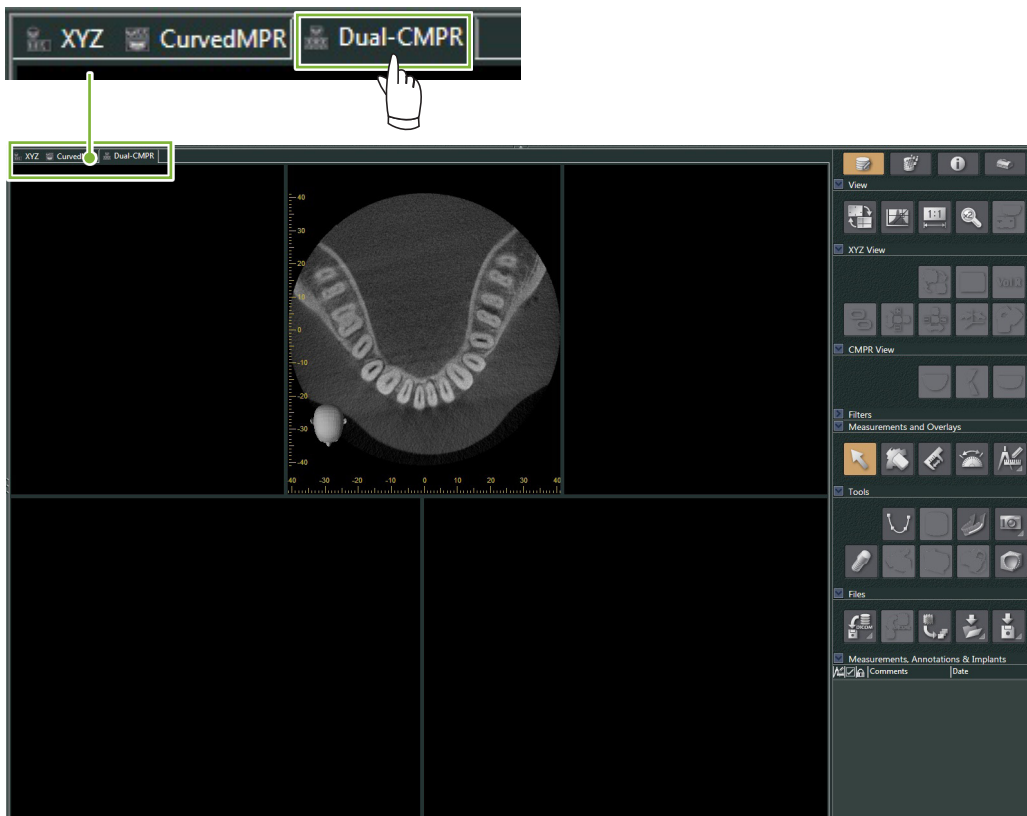 XYZ CurvedMPR Dual-CMPR
XYZ Dual-CMPR
View
1:1 x2
XYZ View
CMPR View
Filters
Measurements and Overlays
Tools
Files
DICOM
Measurements, Annotations & Implants
Comments Date
40
30
20
10
0
-10
-20
-30
-40
40 -30 -20 -10 0 10 20 30 40